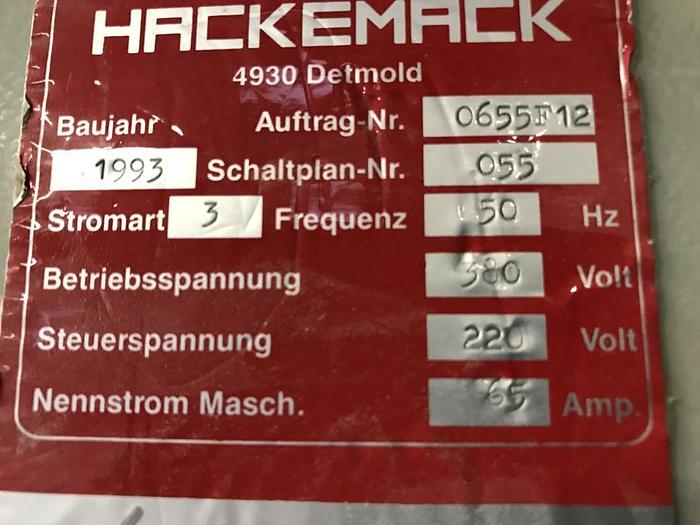 HACKEMACK
4930 Detmold
Baujahr Auftrag-Nr. 0655F12
1993 Schaltplan-Nr. 055
Stromart 3 Frequenz 50 Hz
Betriebsspannung 380 Volt
Steuerspannung 220 Volt
Nennstrom Masch. 65 Amp.